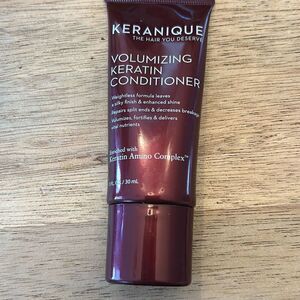 KERANIQUE
THE HAIR YOU DESERVE
VOLUMIZING
KERATIN
CONDITIONER
Weightless formula leaves
a silky finish & enhanced shine
Repairs split ends & decreases breakage
Volumizes, fortifies & delivers
vital nutrients
Enriched with
Keratin Amino Complex™
/ 30 mL